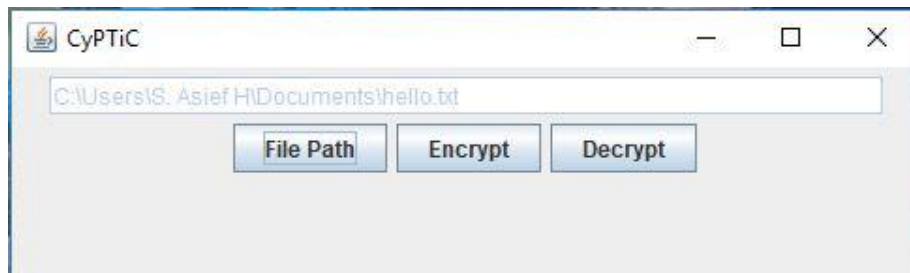 CyPTiC
C:\Users\S. Asief H\Documents\hello.txt
File Path Encrypt Decrypt